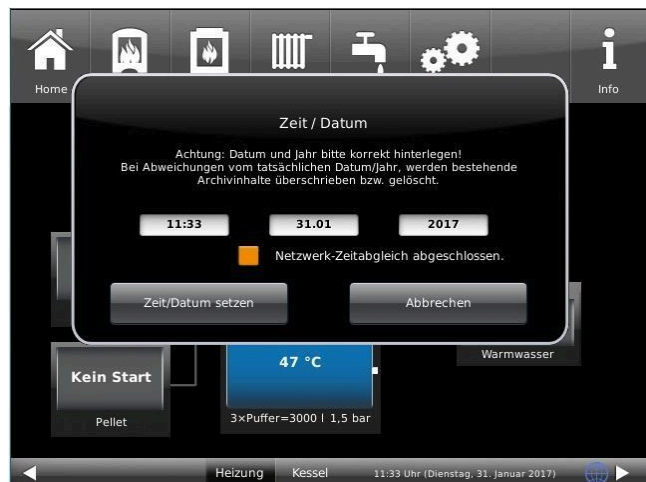 Home
Info
Zeit / Datum
Achtung: Datum und Jahr bitte korrekt hinterlegen!
Bei Abweichungen vom tatsächlichen Datum/Jahr, werden bestehende
Archivinhalte überschrieben bzw. gelöscht.
11:33 31.01 2017
Netzwerk-Zeitabgleich abgeschlossen.
Zeit/Datum setzen Abbrechen
47 °C
Warmwasser
Kein Start
Pellet
3×Puffer=3000 l 1,5 bar
Heizung Kessel 11:33 Uhr (Dienstag, 31. Januar 2017)